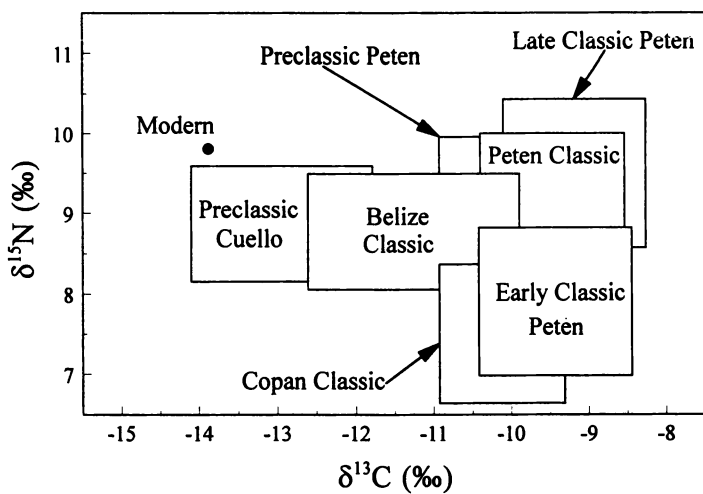 Late Classic Peten
Preclassic Peten
Modern
Peten Classic
Preclassic
Cuello
Belize
Classic
Early Classic
Peten
Copan Classic
11
10
9
8
7
-15 -14 -13 -12 -11 -10 -9 -8
δ¹⁵N (‰)
δ¹³C (‰)